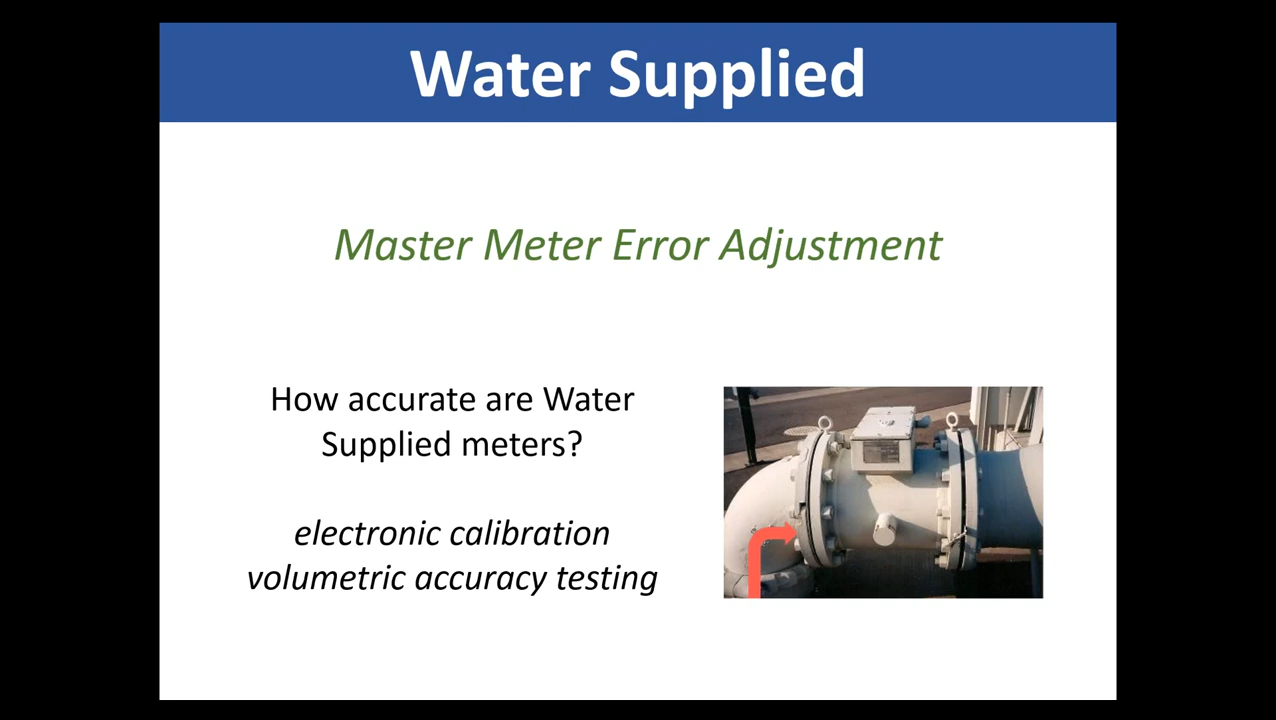 Water Supplied
Master Meter Error Adjustment
How accurate are Water
Supplied meters?
electronic calibration
volumetric accuracy testing